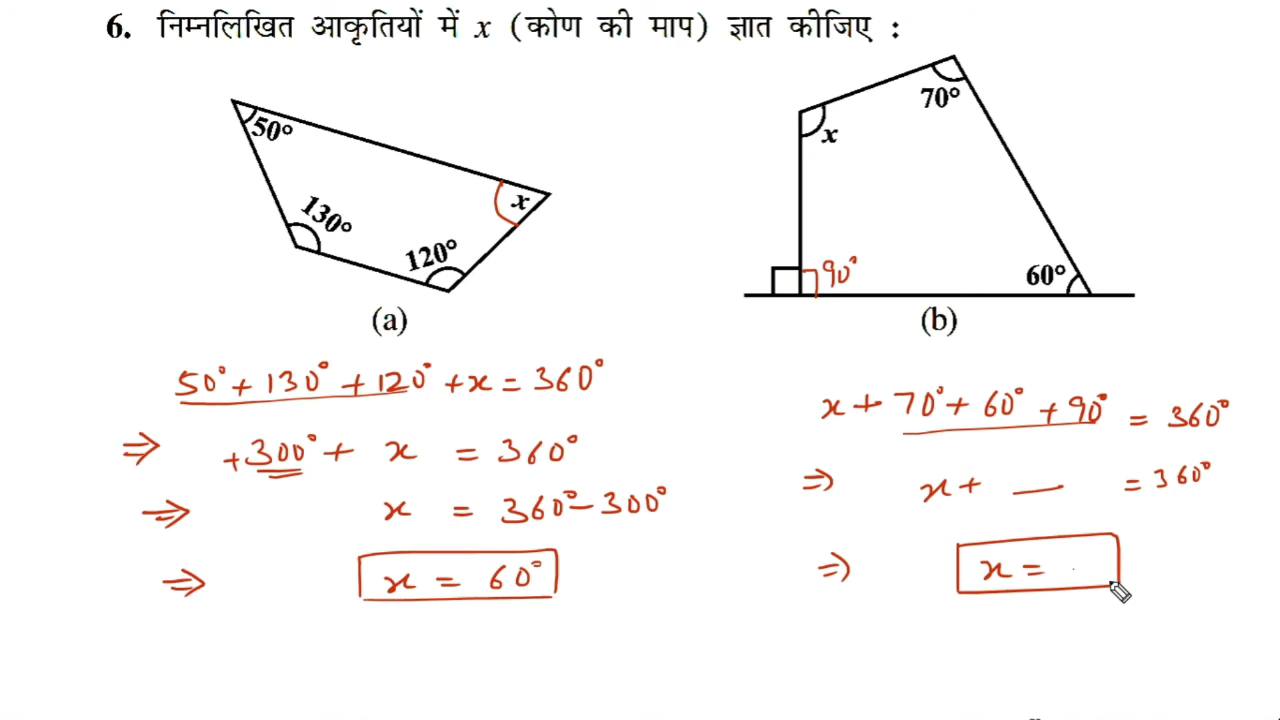 6. निम्नलिखित आकृतियों में x (कोण की माप) ज्ञात कीजिए :
50°
130°
120°
x
(a)
70°
x
90°
60°
(b)
50° + 130° + 120° + x = 360°
⇒ +300° + x = 360°
⇒ x = 360° - 300°
⇒ x = 60°
x + 70° + 60° + 90° = 360°
⇒ x + — = 360°
⇒ x =